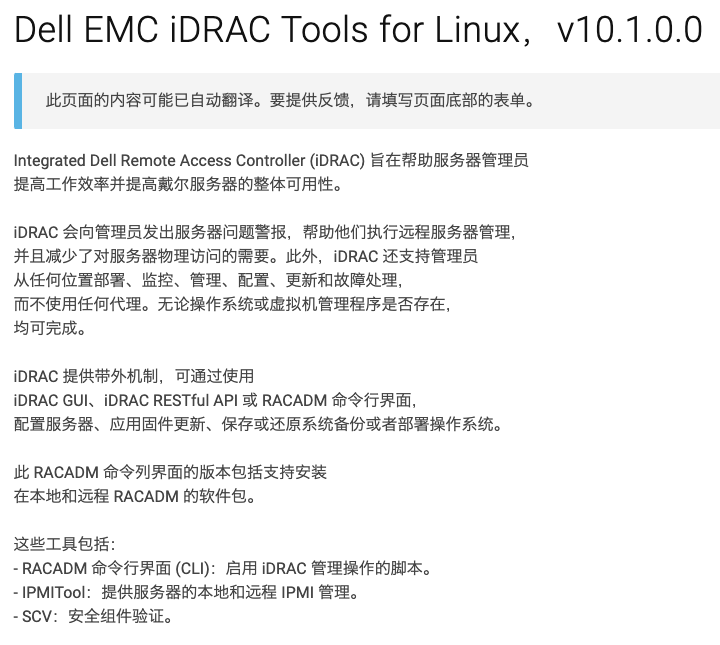 Dell EMC iDRAC Tools for Linux，v10.1.0.0
此页面的内容可能已自动翻译。要提供反馈，请填写页面底部的表单。
Integrated Dell Remote Access Controller (iDRAC) 旨在帮助服务器管理员
提高工作效率并提高戴尔服务器的整体可用性。
iDRAC 会向管理员发出服务器问题警报，帮助他们执行远程服务器管理，
并且减少了对服务器物理访问的需要。此外，iDRAC 还支持管理员
从任何位置部署、监控、管理、配置、更新和故障处理，
而不使用任何代理。无论操作系统或虚拟机管理程序是否存在，
均可完成。
iDRAC 提供带外机制，可通过使用
iDRAC GUI、iDRAC RESTful API 或 RACADM 命令行界面，
配置服务器、应用固件更新、保存或还原系统备份或者部署操作系统。
此 RACADM 命令列界面的版本包括支持安装
在本地和远程 RACADM 的软件包。
这些工具包括：
- RACADM 命令行界面 (CLI)：启用 iDRAC 管理操作的脚本。
- IPMITool：提供服务器的本地和远程 IPMI 管理。
- SCV：安全组件验证。